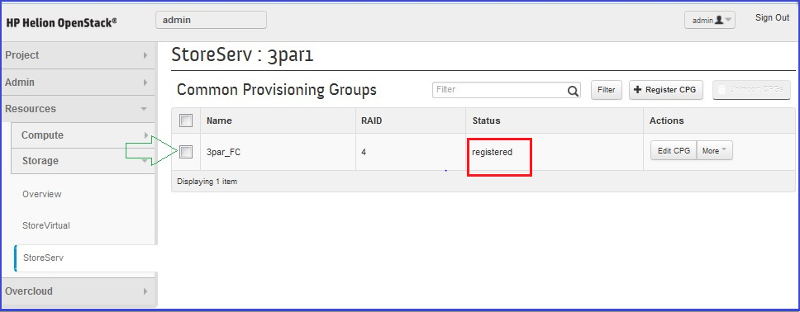 HP Helion OpenStack®
admin
admin
Sign Out
Project
Admin
Resources
Compute
Storage
Overview
StoreVirtual
StoreServ
Overcloud
StoreServ : 3par1
Common Provisioning Groups
Filter
Filter
Register CPG
Unimport CPGs
Name RAID Status Actions
3par_FC 4 registered Edit CPG More
Displaying 1 item